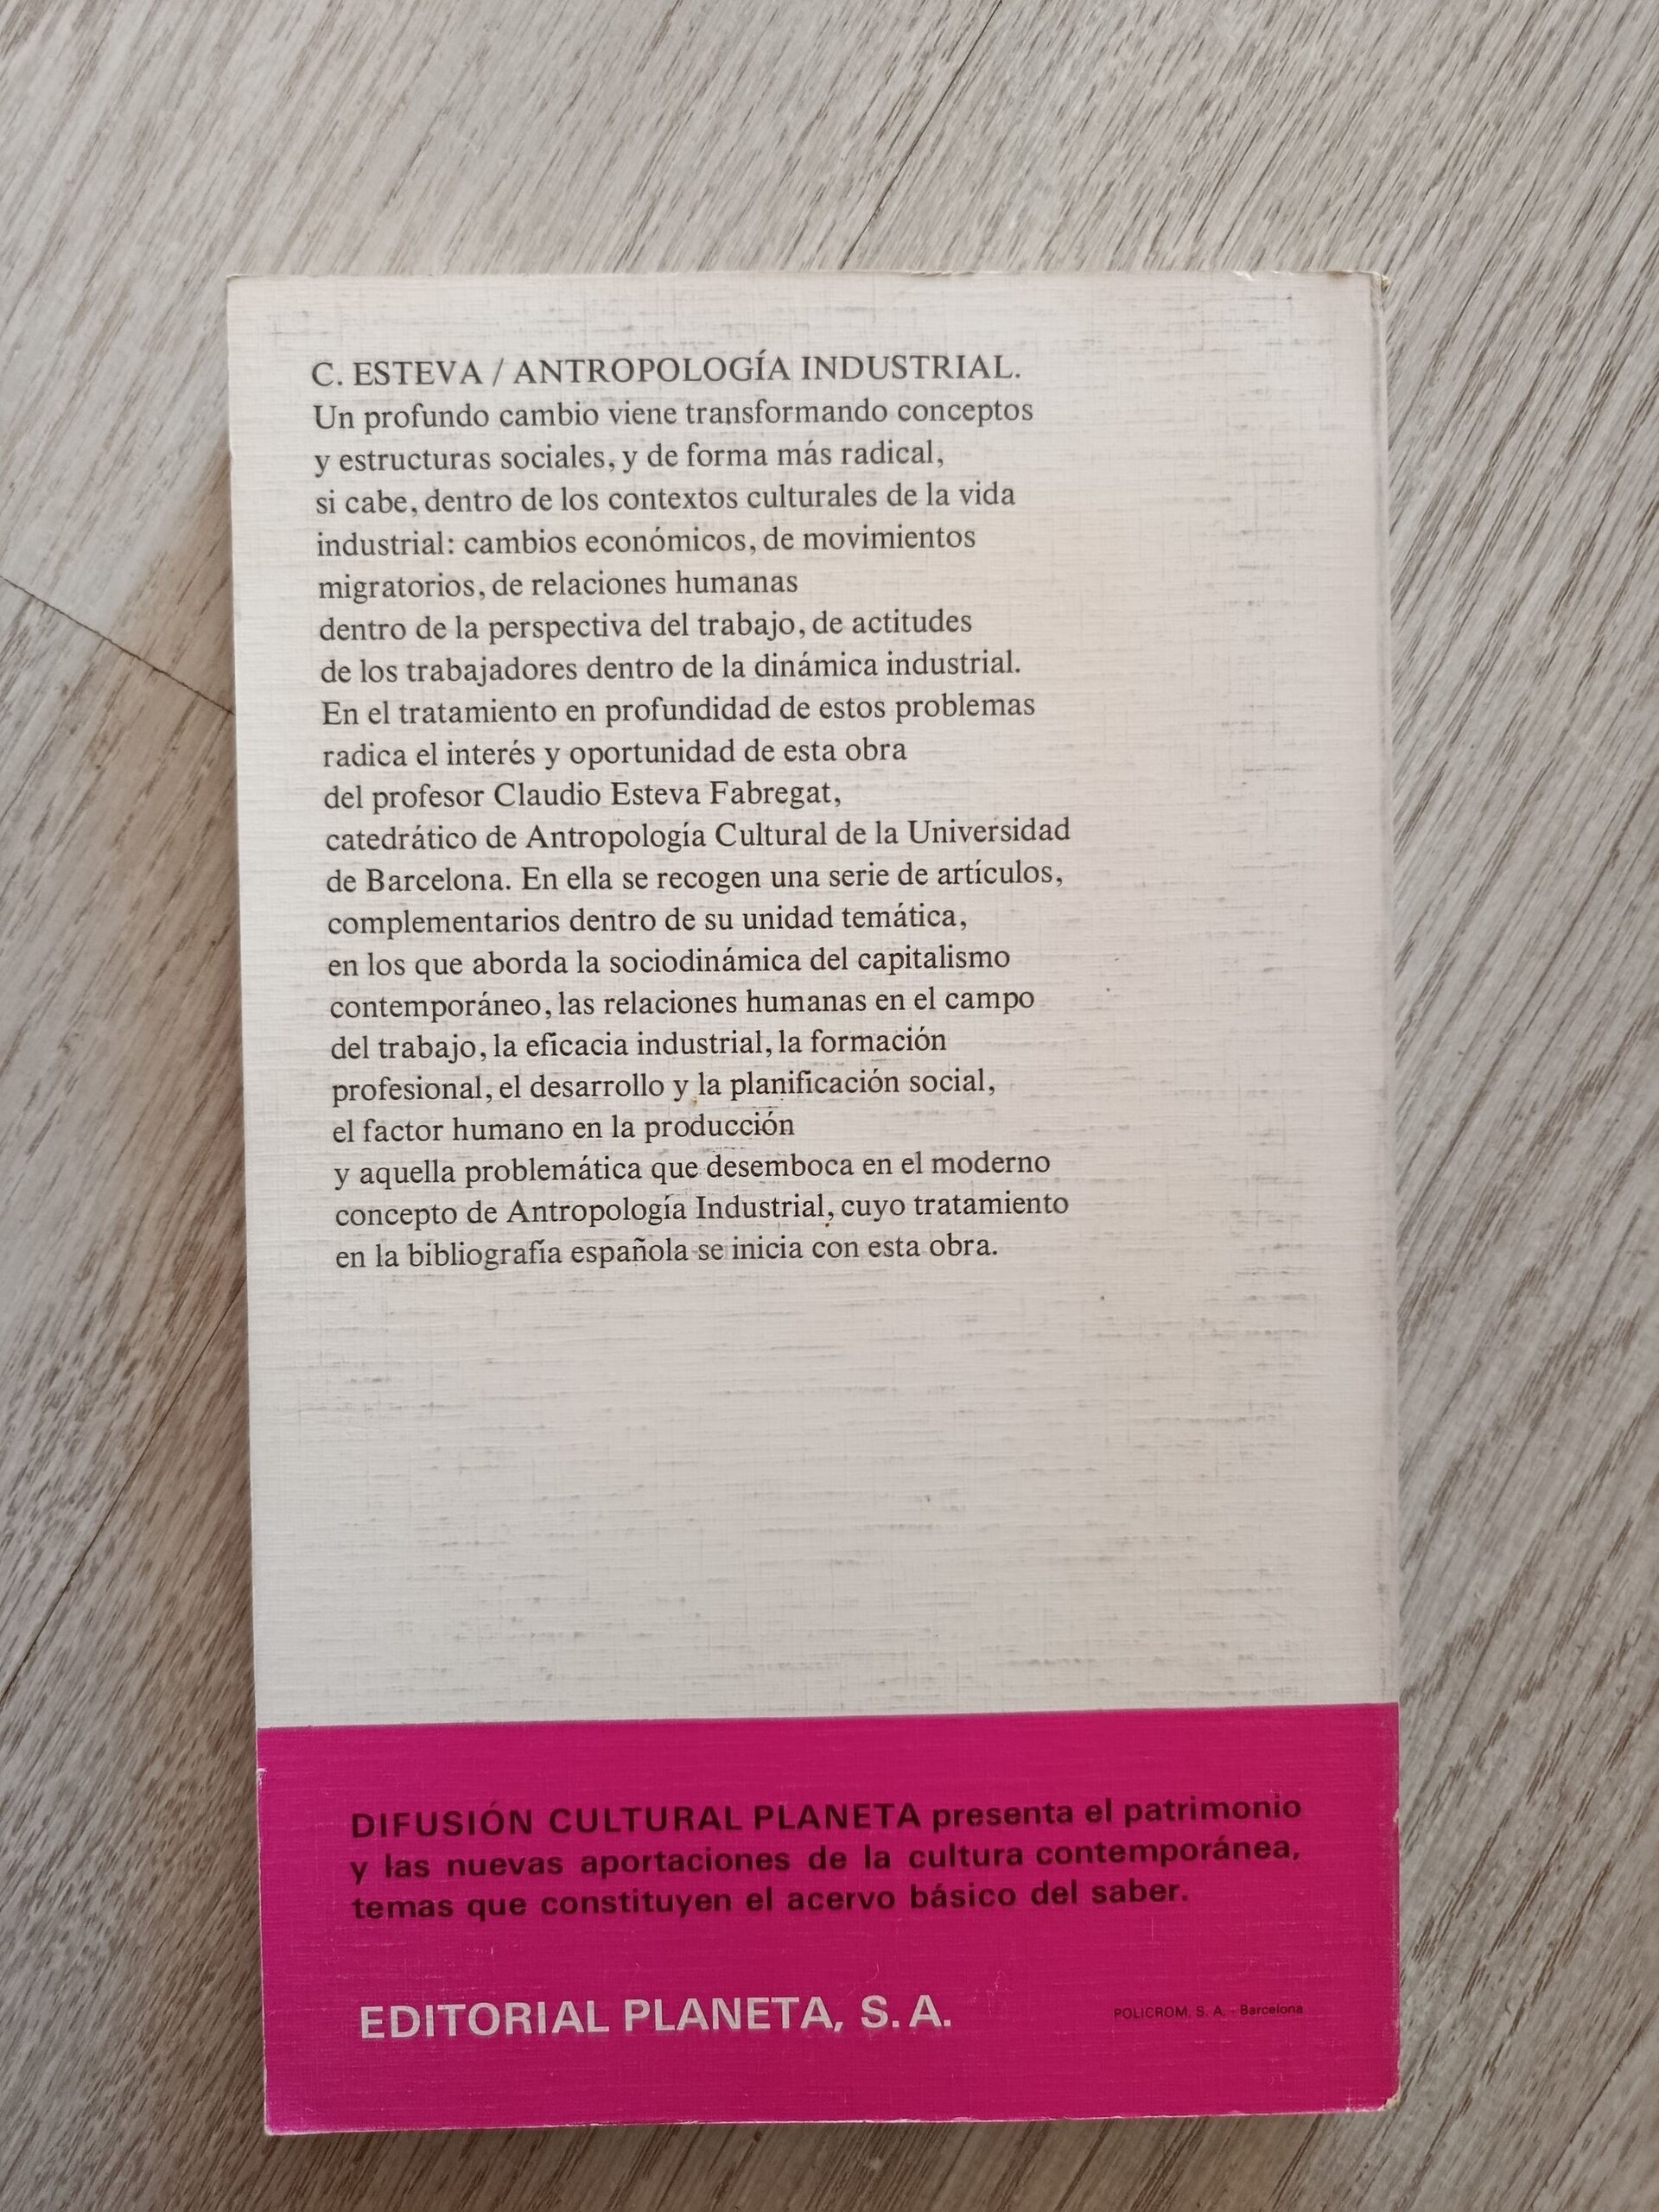 C. ESTEVA / ANTROPOLOGÍA INDUSTRIAL.
Un profundo cambio viene transformando conceptos
y estructuras sociales, y de forma más radical,
si cabe, dentro de los contextos culturales de la vida
industrial: cambios económicos, de movimientos
migratorios, de relaciones humanas
dentro de la perspectiva del trabajo, de actitudes
de los trabajadores dentro de la dinámica industrial.
En el tratamiento en profundidad de estos problemas
radica el interés y oportunidad de esta obra
del profesor Claudio Esteva Fabregat,
catedrático de Antropología Cultural de la Universidad
de Barcelona. En ella se recogen una serie de artículos,
complementarios dentro de su unidad temática,
en los que aborda la sociodinámica del capitalismo
contemporáneo, las relaciones humanas en el campo
del trabajo, la eficacia industrial, la formación
profesional, el desarrollo y la planificación social,
el factor humano en la producción
y aquella problemática que desemboca en el moderno
concepto de Antropología Industrial, cuyo tratamiento
en la bibliografía española se inicia con esta obra.
DIFUSIÓN CULTURAL PLANETA presenta el patrimonio
y las nuevas aportaciones de la cultura contemporánea,
temas que constituyen el acervo básico del saber.
EDITORIAL PLANETA, S. A.
POLICROM, S. A. - Barcelona